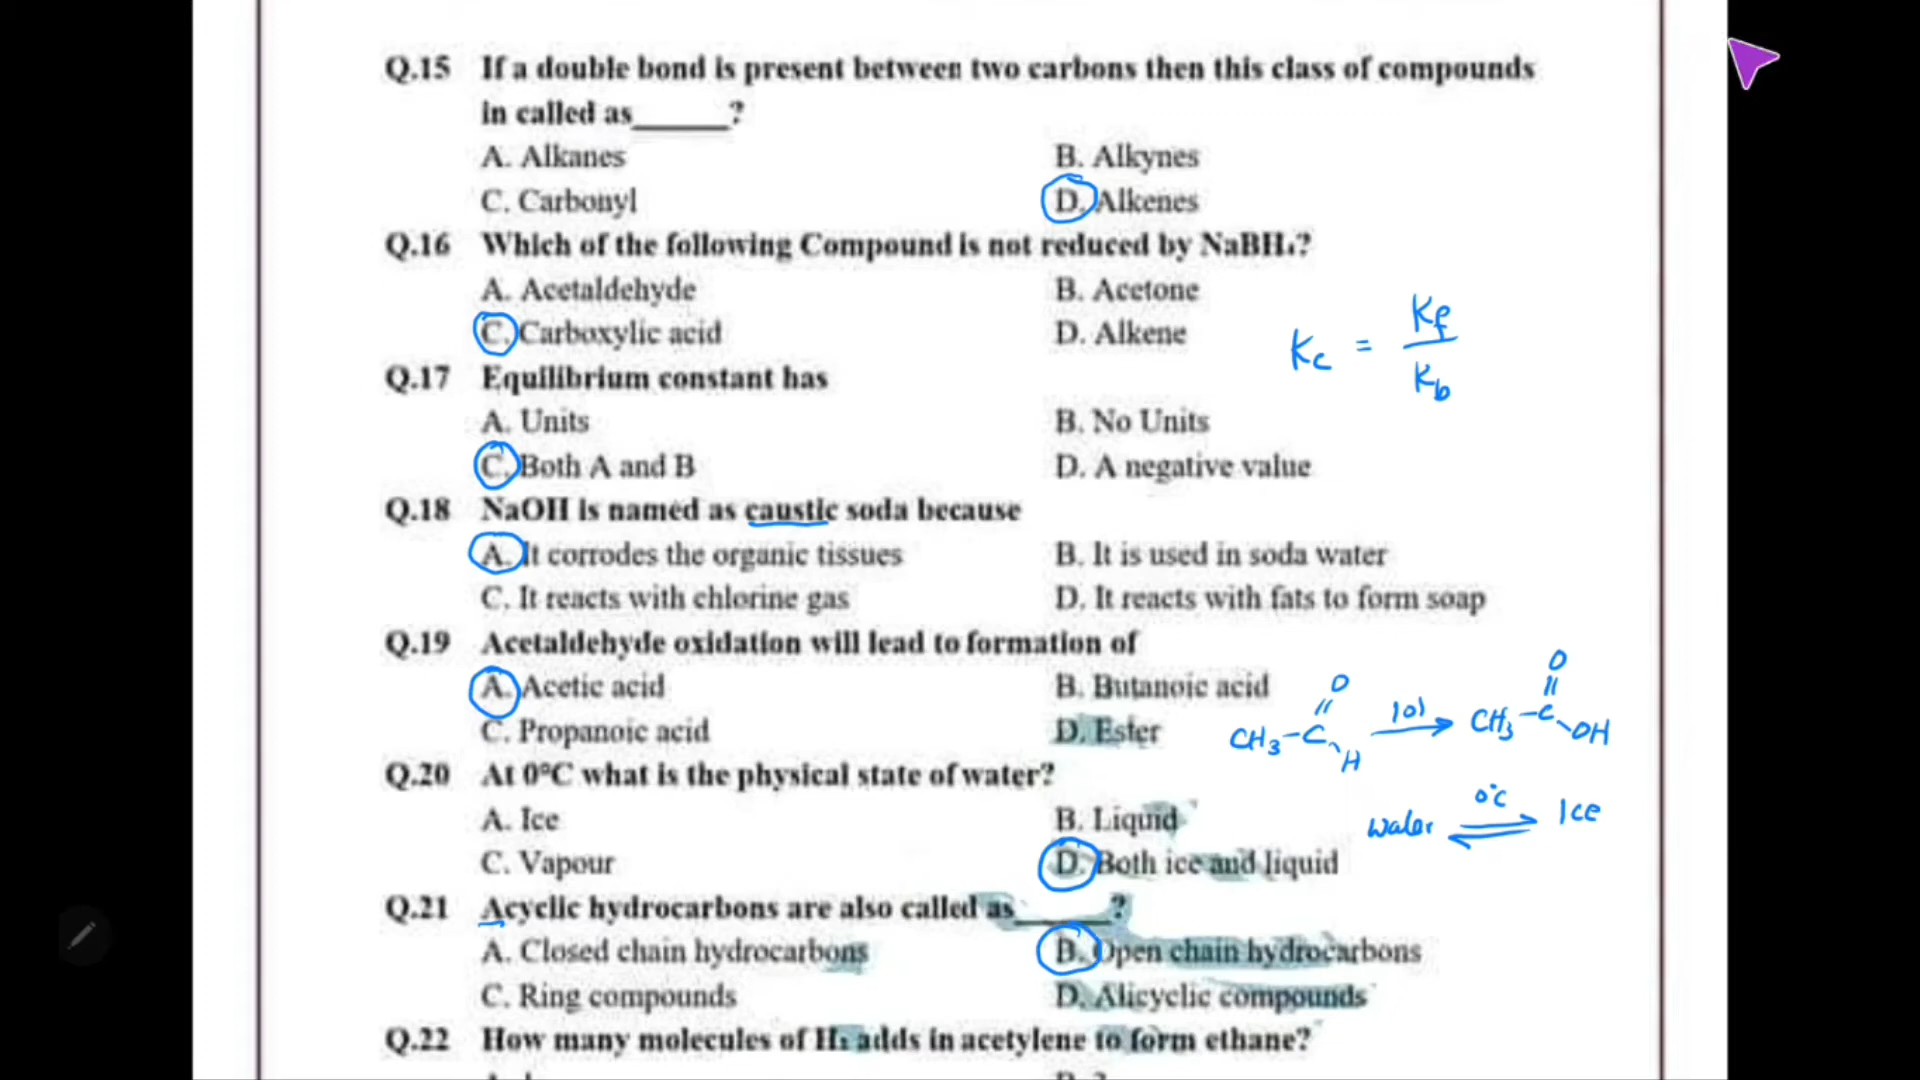 Q.15 If a double bond is present between two carbons then this class of compounds
in called as______?
A. Alkanes B. Alkynes
C. Carbonyl D. Alkenes
Q.16 Which of the following Compound is not reduced by NaBH₄?
A. Acetaldehyde B. Acetone
C. Carboxylic acid D. Alkene
Kc = Kf / Kb
Q.17 Equilibrium constant has
A. Units B. No Units
C. Both A and B D. A negative value
Q.18 NaOH is named as caustic soda because
A. It corrodes the organic tissues B. It is used in soda water
C. It reacts with chlorine gas D. It reacts with fats to form soap
Q.19 Acetaldehyde oxidation will lead to formation of
A. Acetic acid B. Butanoic acid
C. Propanoic acid D. Ester
O O
CH₃-C H |O| CH₃-C OH
Q.20 At 0°C what is the physical state of water?
A. Ice B. Liquid
C. Vapour D. Both ice and liquid
water 0°C Ice
Q.21 Acyclic hydrocarbons are also called as______?
A. Closed chain hydrocarbons B. Open chain hydrocarbons
C. Ring compounds D. Alicyclic compounds
Q.22 How many molecules of H₂ adds in acetylene to form ethane?